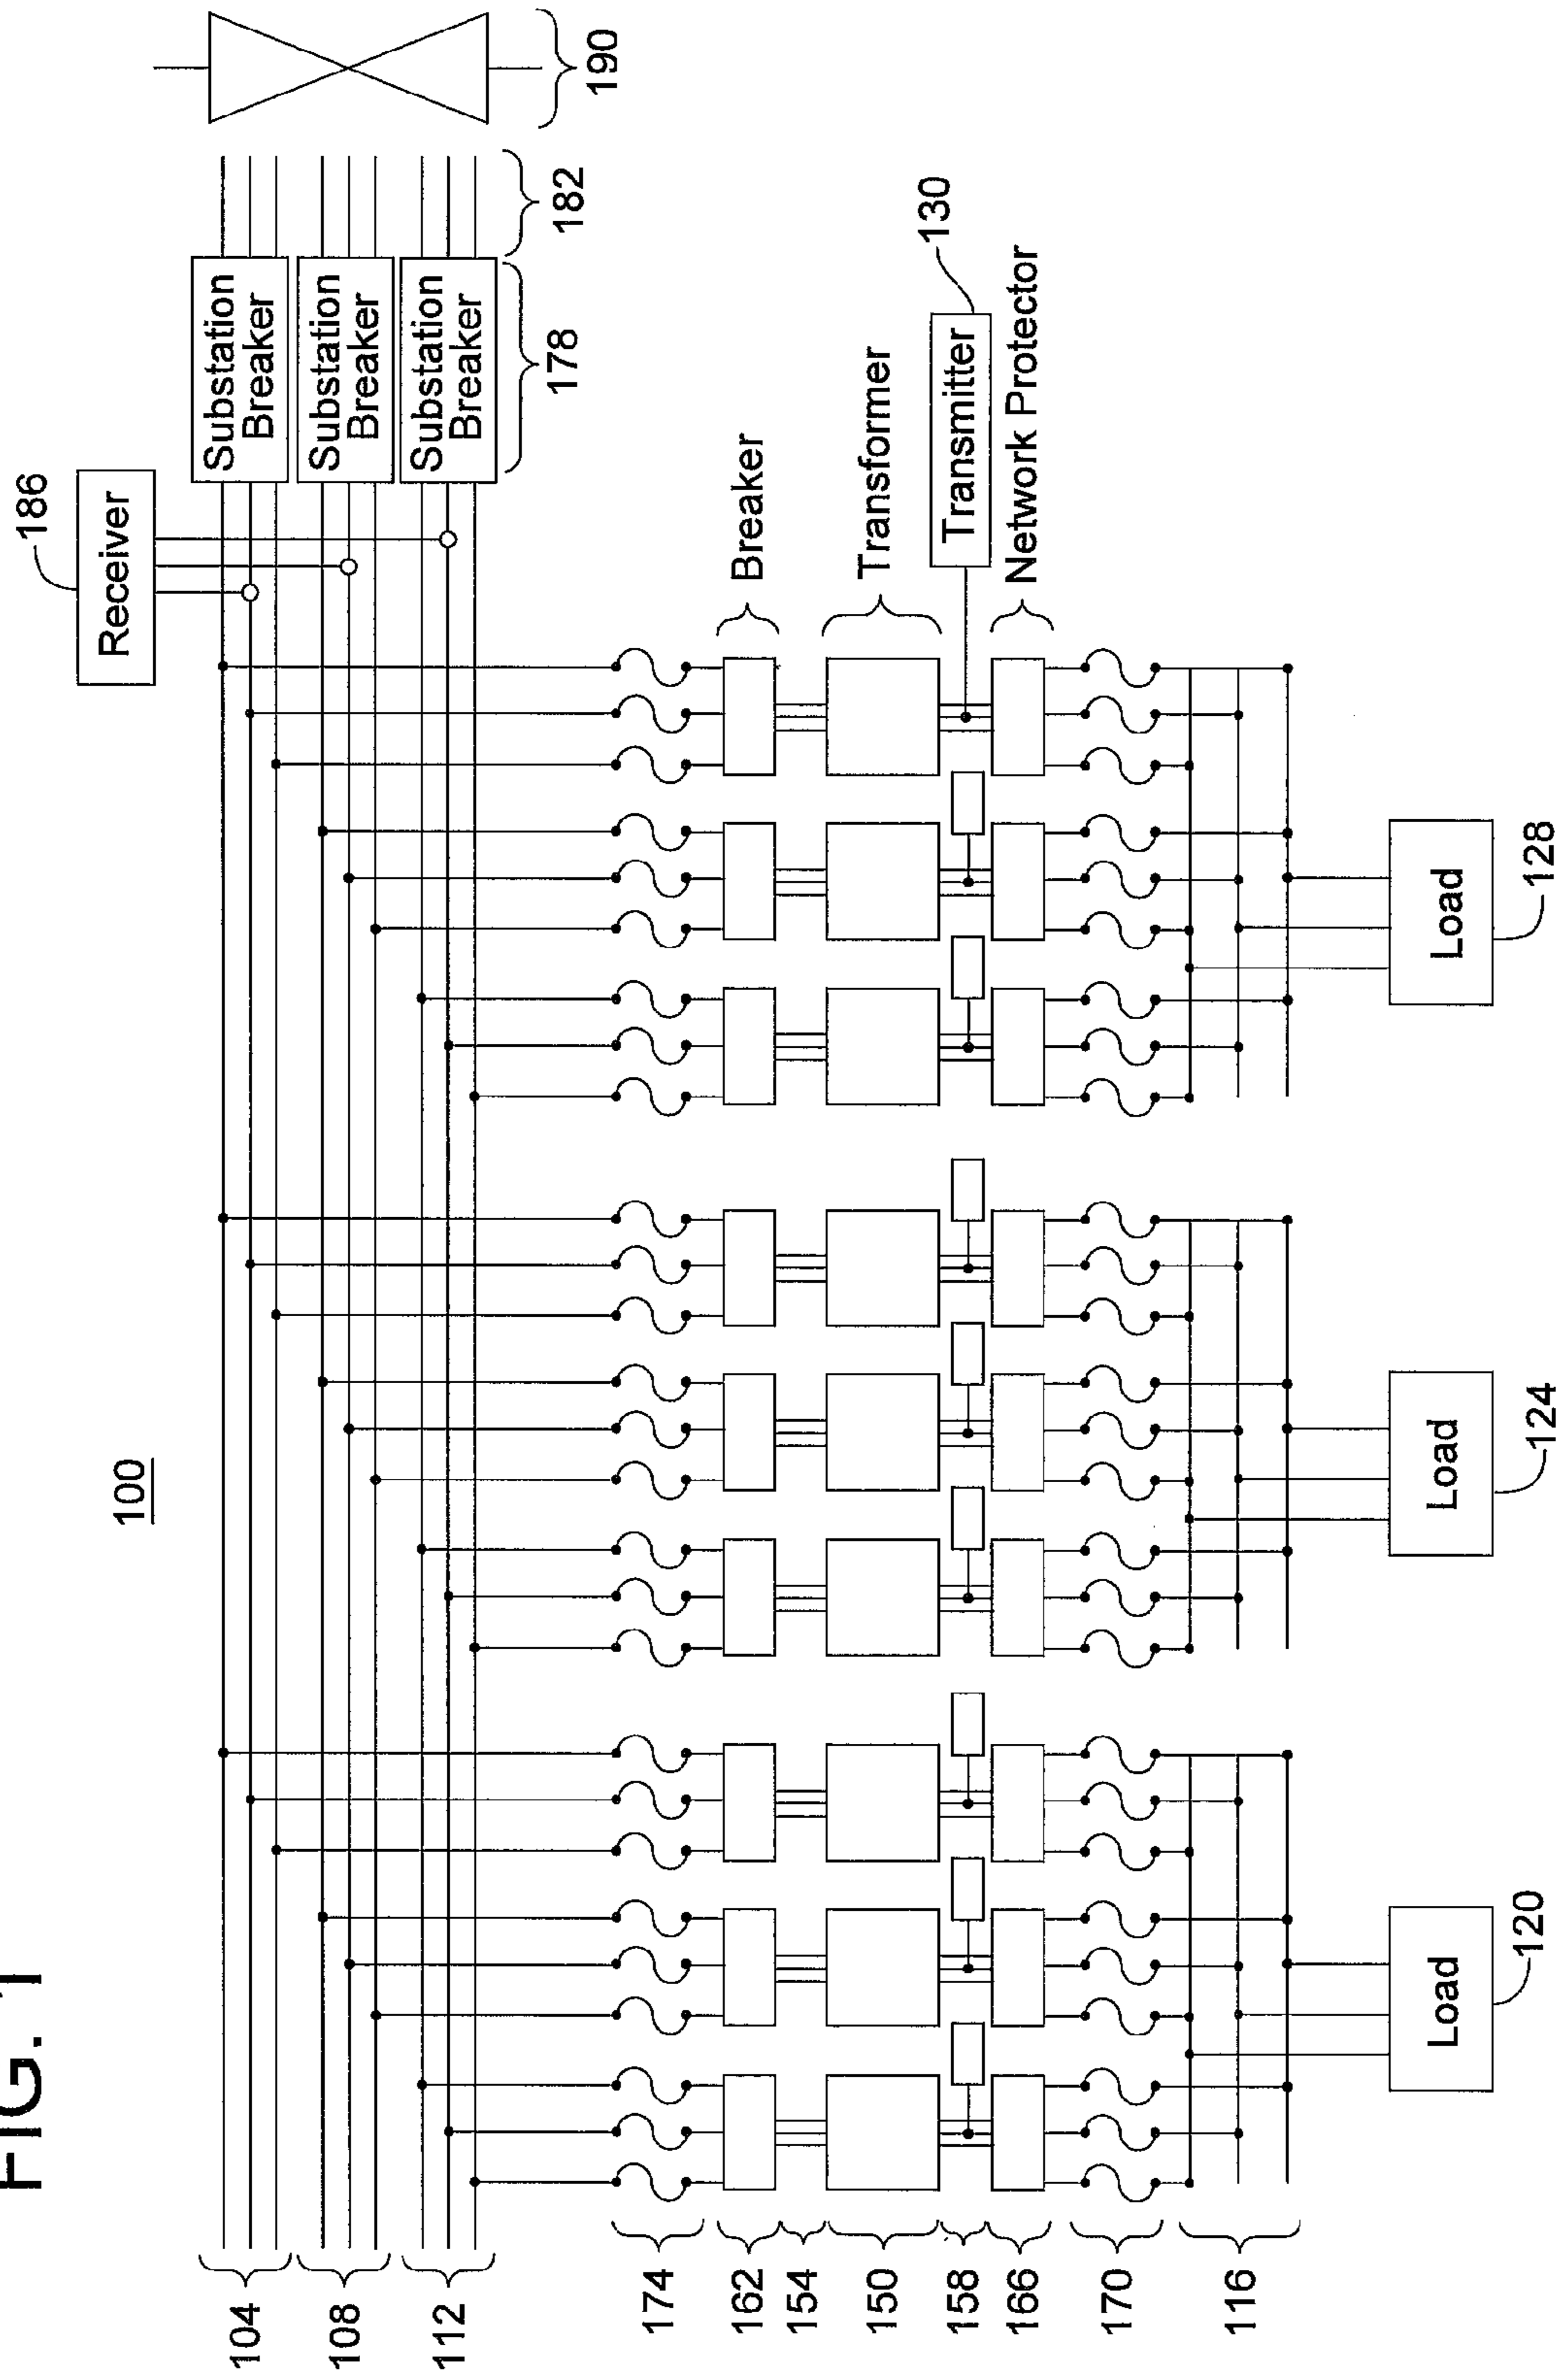 FIG. 1
100
186
Receiver
Substation
Breaker
Substation
Breaker
Substation
Breaker
178
182
190
104
108
112
174
162
154
150
158
166
170
116
Breaker
Transformer
Transmitter
130
Network Protector
Load
120
Load
124
Load
128